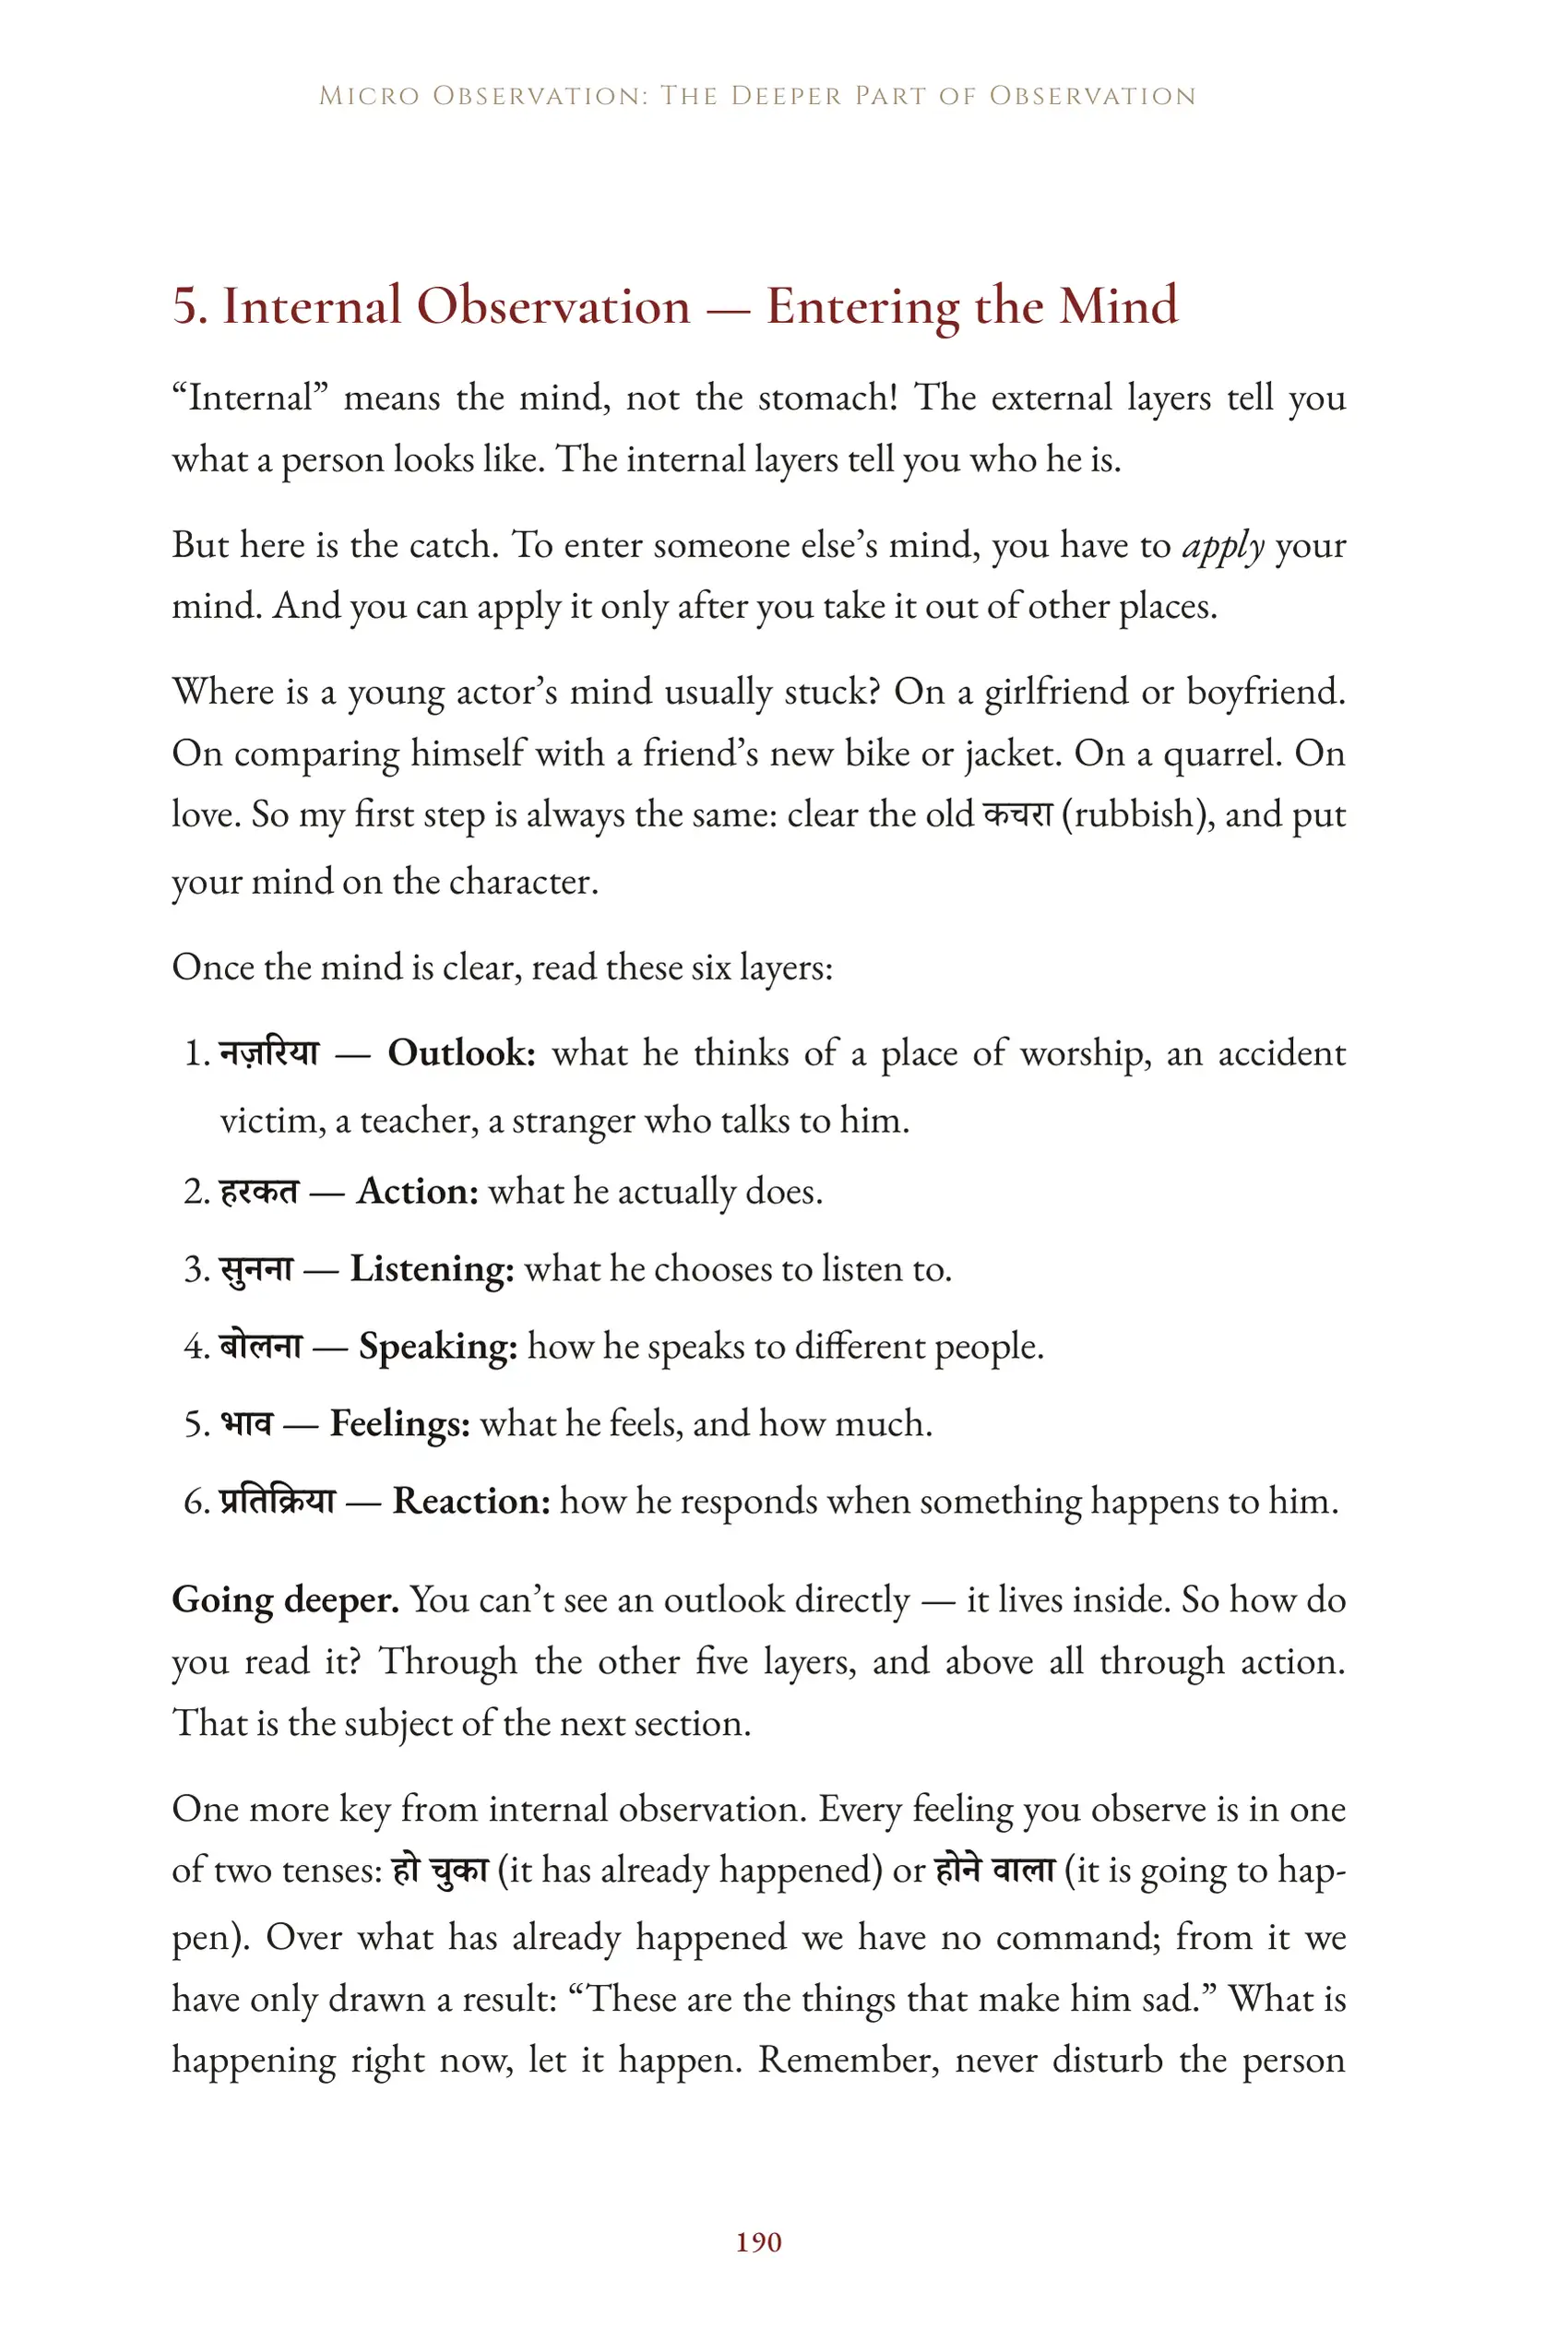 Micro Observation: The Deeper Part of Observation
5. Internal Observation — Entering the Mind
“Internal” means the mind, not the stomach! The external layers tell you
what a person looks like. The internal layers tell you who he is.
But here is the catch. To enter someone else’s mind, you have to apply your
mind. And you can apply it only after you take it out of other places.
Where is a young actor’s mind usually stuck? On a girlfriend or boyfriend.
On comparing himself with a friend’s new bike or jacket. On a quarrel. On
love. So my first step is always the same: clear the old कचरा (rubbish), and put
your mind on the character.
Once the mind is clear, read these six layers:
1. नज़रिया — Outlook: what he thinks of a place of worship, an accident
victim, a teacher, a stranger who talks to him.
2. हरकत — Action: what he actually does.
3. सुनना — Listening: what he chooses to listen to.
4. बोलना — Speaking: how he speaks to different people.
5. भाव — Feelings: what he feels, and how much.
6. प्रतिक्रिया — Reaction: how he responds when something happens to him.
Going deeper. You can’t see an outlook directly — it lives inside. So how do
you read it? Through the other five layers, and above all through action.
That is the subject of the next section.
One more key from internal observation. Every feeling you observe is in one
of two tenses: हो चुका (it has already happened) or होने वाला (it is going to hap-
pen). Over what has already happened we have no command; from it we
have only drawn a result: “These are the things that make him sad.” What is
happening right now, let it happen. Remember, never disturb the person
190